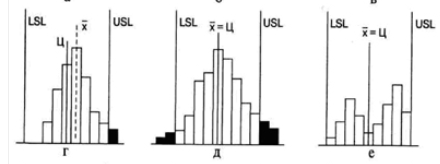 LSL USL LSL USL LSL USL
Ц x̄ x̄ = Ц x̄ = Ц
г д е